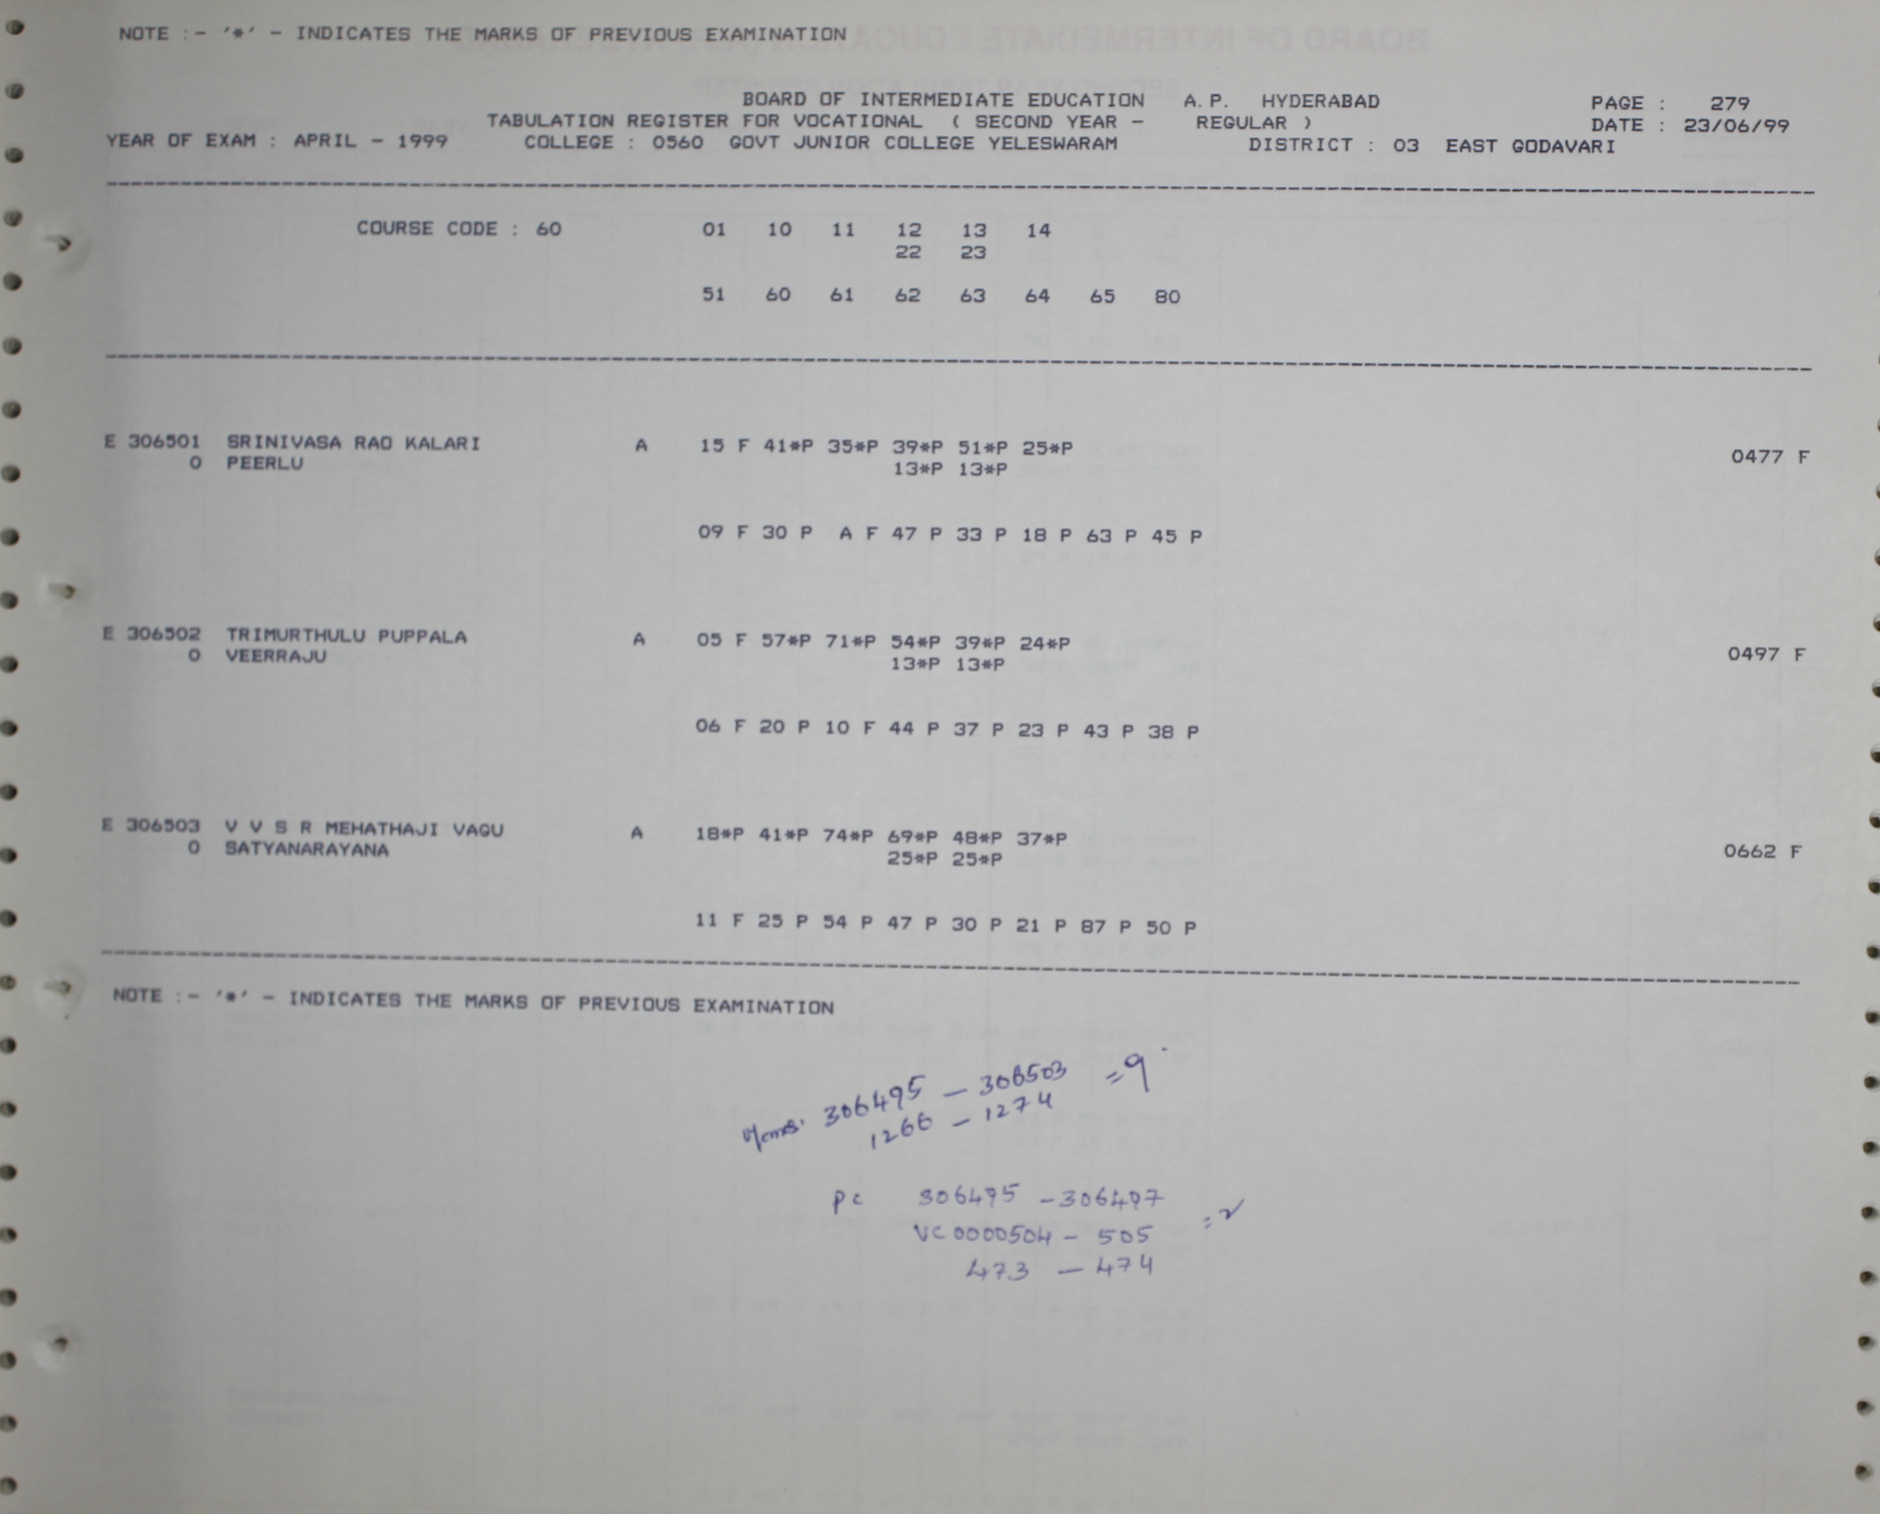 NOTE :- '*' - INDICATES THE MARKS OF PREVIOUS EXAMINATION
BOARD OF INTERMEDIATE EDUCATION A.P. HYDERABAD PAGE : 279
TABULATION REGISTER FOR VOCATIONAL ( SECOND YEAR - REGULAR ) DATE : 23/06/99
YEAR OF EXAM : APRIL - 1999 COLLEGE : 0560 GOVT JUNIOR COLLEGE YELESWARAM DISTRICT : 03 EAST GODAVARI
COURSE CODE : 60 01 10 11 12 13 14
22 23
51 60 61 62 63 64 65 80
E 306501 SRINIVASA RAO KALARI A 15 F 41*P 35*P 39*P 51*P 25*P 0477 F
0 PEERLU 13*P 13*P
09 F 30 P A F 47 P 33 P 18 P 63 P 45 P
E 306502 TRIMURTHULU PUPPALA A 05 F 57*P 71*P 54*P 39*P 24*P 0497 F
0 VEERRAJU 13*P 13*P
06 F 20 P 10 F 44 P 37 P 23 P 43 P 38 P
E 306503 V V S R MEHATHAJI VAGU A 18*P 41*P 74*P 69*P 48*P 37*P 0662 F
0 SATYANARAYANA 25*P 25*P
11 F 25 P 54 P 47 P 30 P 21 P 87 P 50 P
NOTE :- '*' - INDICATES THE MARKS OF PREVIOUS EXAMINATION
306495 - 306503 = 9
1266 - 1274
PC 306495 - 306497
VC0000504 - 505 = 2
473 - 474